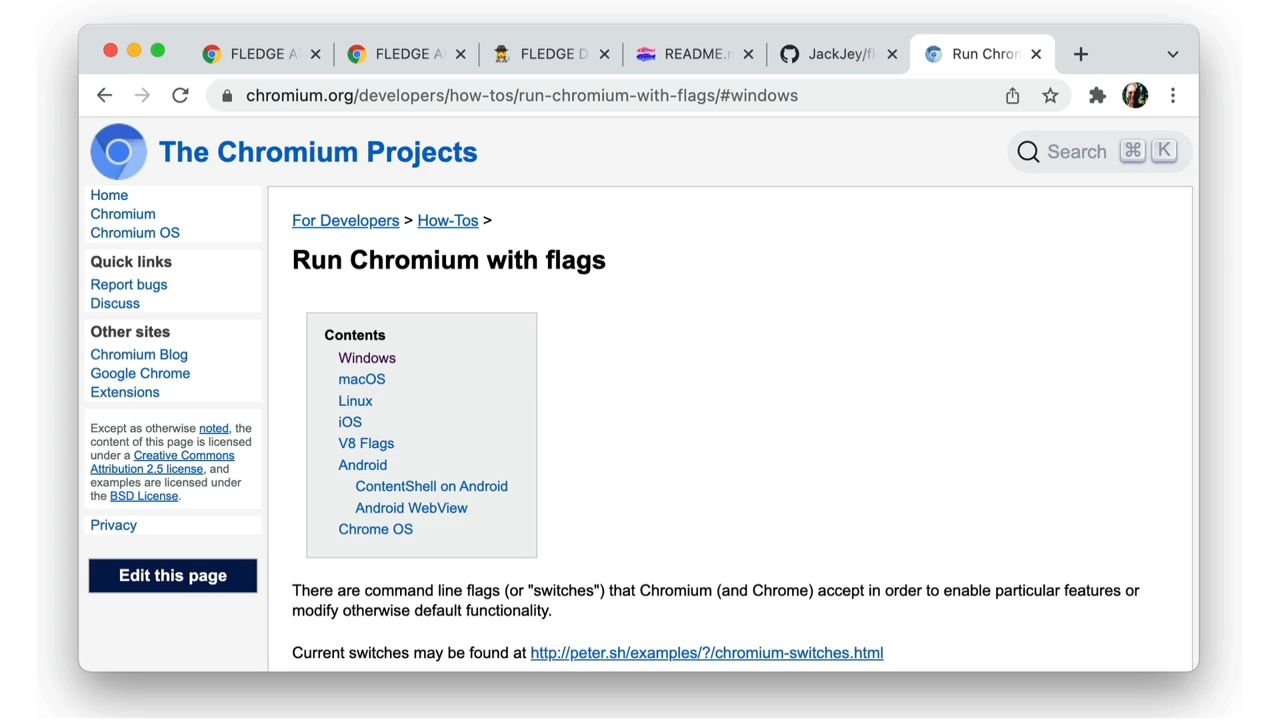 FLEDGE A
FLEDGE A
FLEDGE D
README.
JackJey/fl
Run Chron
chromium.org/developers/how-tos/run-chromium-with-flags/#windows
The Chromium Projects
Search ⌘ K
Home
Chromium
Chromium OS
Quick links
Report bugs
Discuss
Other sites
Chromium Blog
Google Chrome
Extensions
Except as otherwise noted, the
content of this page is licensed
under a Creative Commons
Attribution 2.5 license, and
examples are licensed under
the BSD License.
Privacy
Edit this page
For Developers > How-Tos >
Run Chromium with flags
Contents
Windows
macOS
Linux
iOS
V8 Flags
Android
ContentShell on Android
Android WebView
Chrome OS
There are command line flags (or "switches") that Chromium (and Chrome) accept in order to enable particular features or
modify otherwise default functionality.
Current switches may be found at http://peter.sh/examples/?/chromium-switches.html